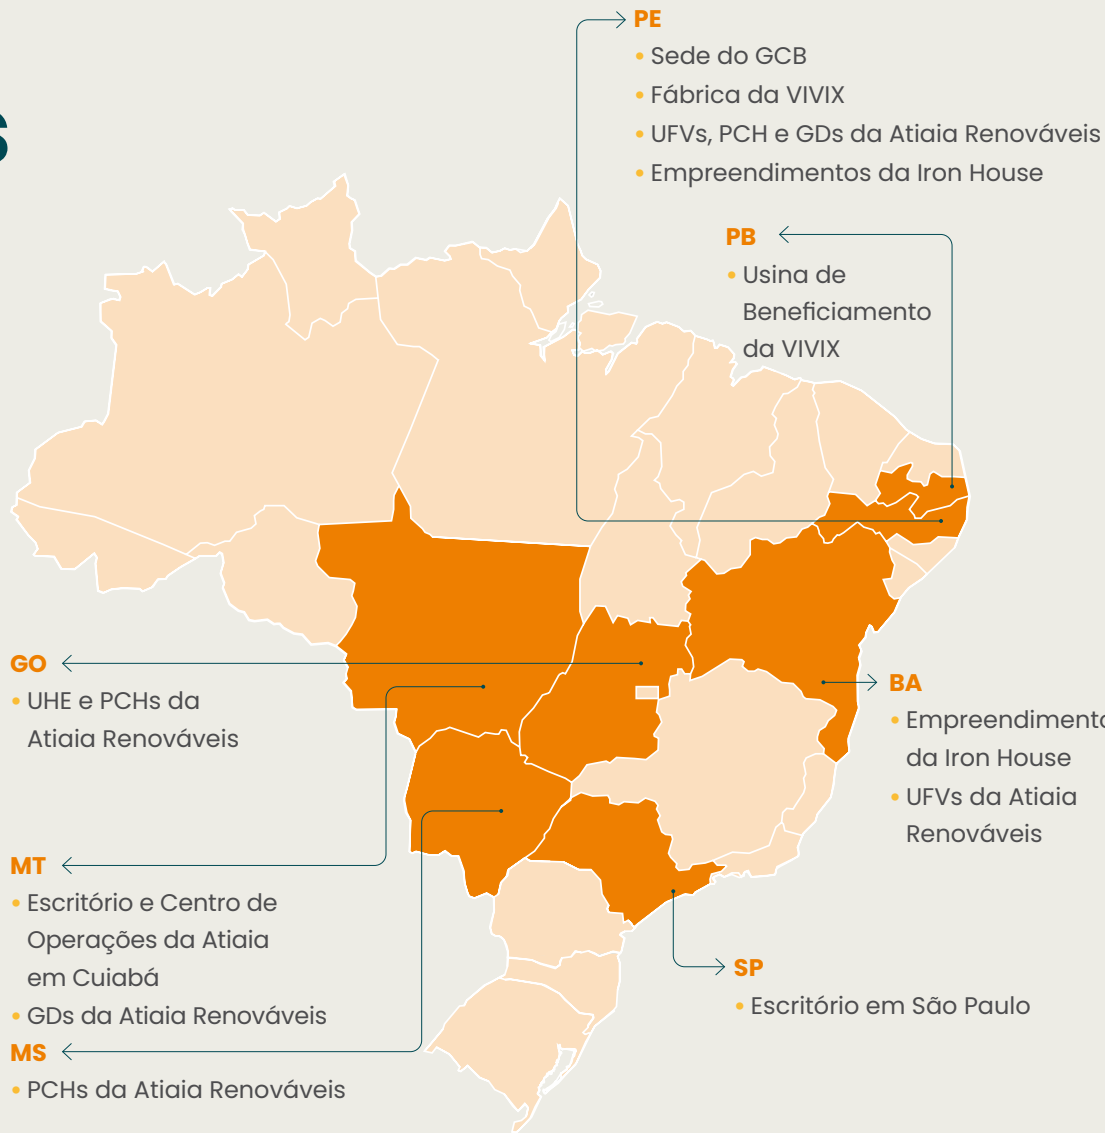 S
PE
• Sede do GCB
• Fábrica da VIVIX
• UFVs, PCH e GDs da Atiaia Renováveis
• Empreendimentos da Iron House
PB
• Usina de
Beneficiamento
da VIVIX
GO
• UHE e PCHs da
Atiaia Renováveis
BA
• Empreendimento
da Iron House
• UFVs da Atiaia
Renováveis
MT
• Escritório e Centro de
Operações da Atiaia
em Cuiabá
• GDs da Atiaia Renováveis
SP
• Escritório em São Paulo
MS
• PCHs da Atiaia Renováveis